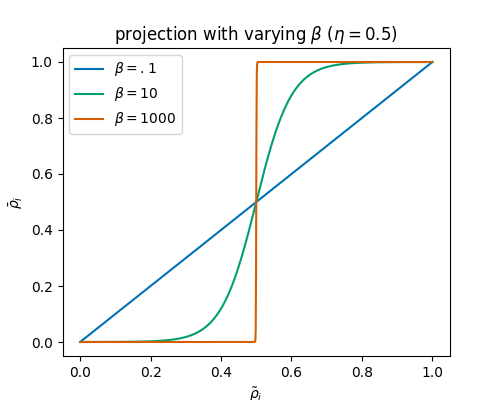 projection with varying β (η = 0.5)
β = .1
β = 10
β = 1000
1.0
0.8
0.6
0.4
0.2
0.0
ρ̄ᵢ
0.0 0.2 0.4 0.6 0.8 1.0
ρ̃ᵢ